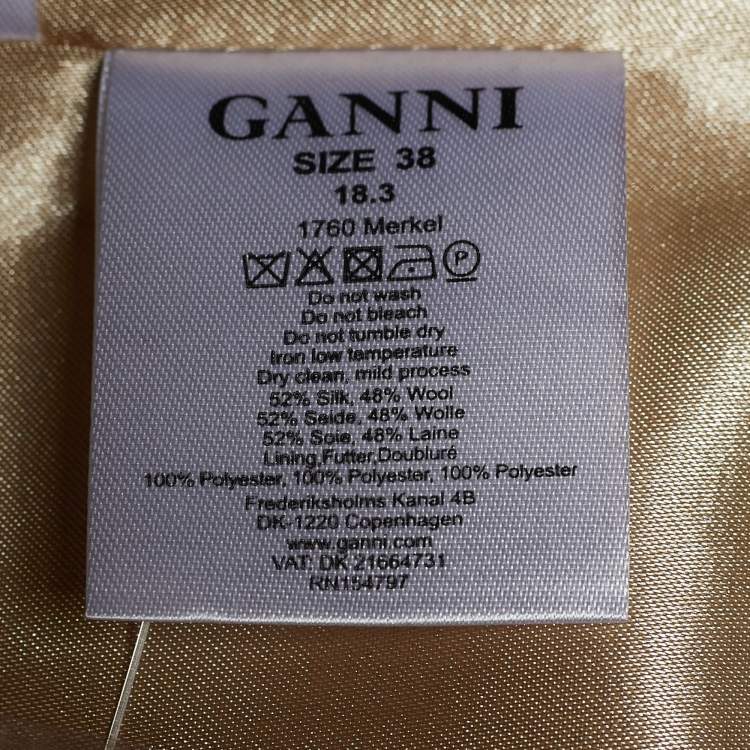 GANNI
SIZE 38
18.3
1760 Merkel
P
Do not wash
Do not bleach
Do not tumble dry
Iron low temperature
Dry clean, mild process
52% Silk, 48% Wool
52% Seide, 48% Wolle
52% Soie, 48% Laine
Lining,Futter,Doubluré
100% Polyester, 100% Polyester, 100% Polyester
Frederiksholms Kanal 4B
DK-1220 Copenhagen
www.ganni.com
VAT: DK 21664731
RN154797